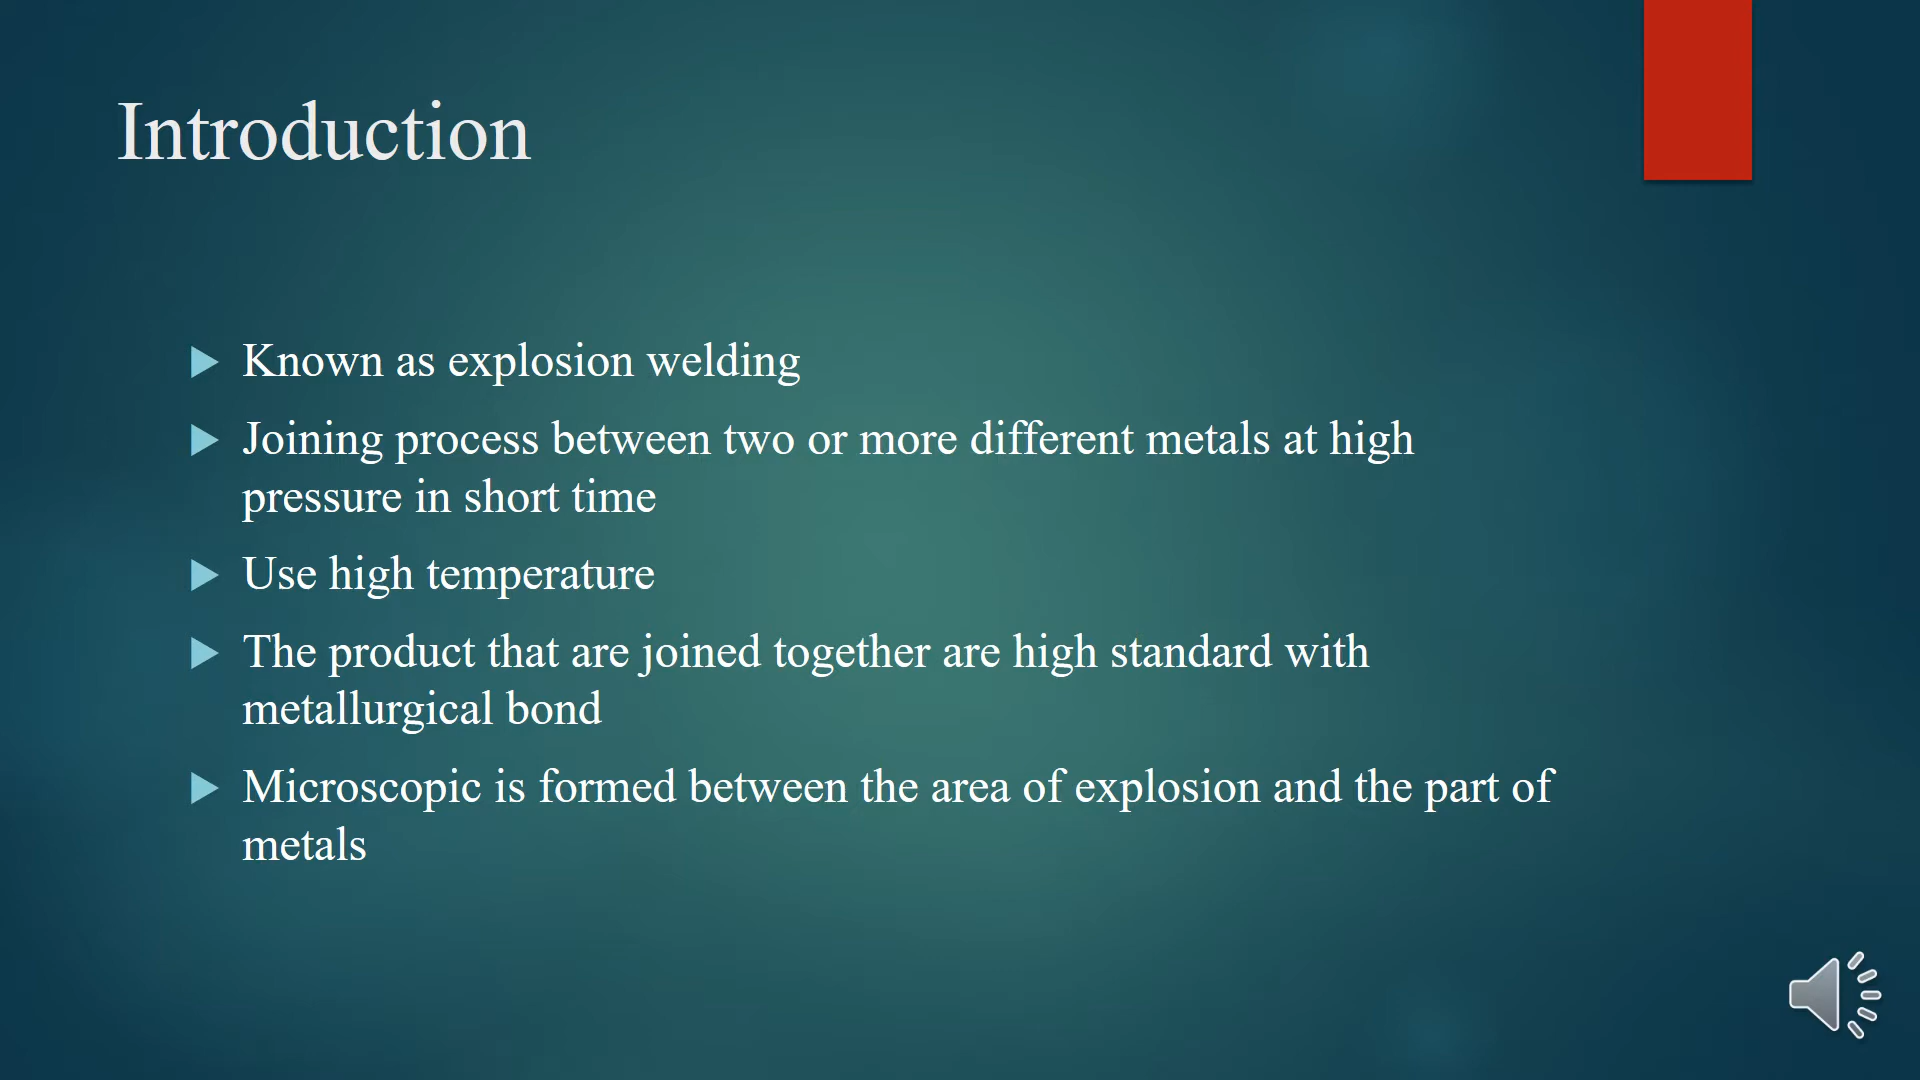 Introduction
Known as explosion welding
Joining process between two or more different metals at high
pressure in short time
Use high temperature
The product that are joined together are high standard with
metallurgical bond
Microscopic is formed between the area of explosion and the part of
metals